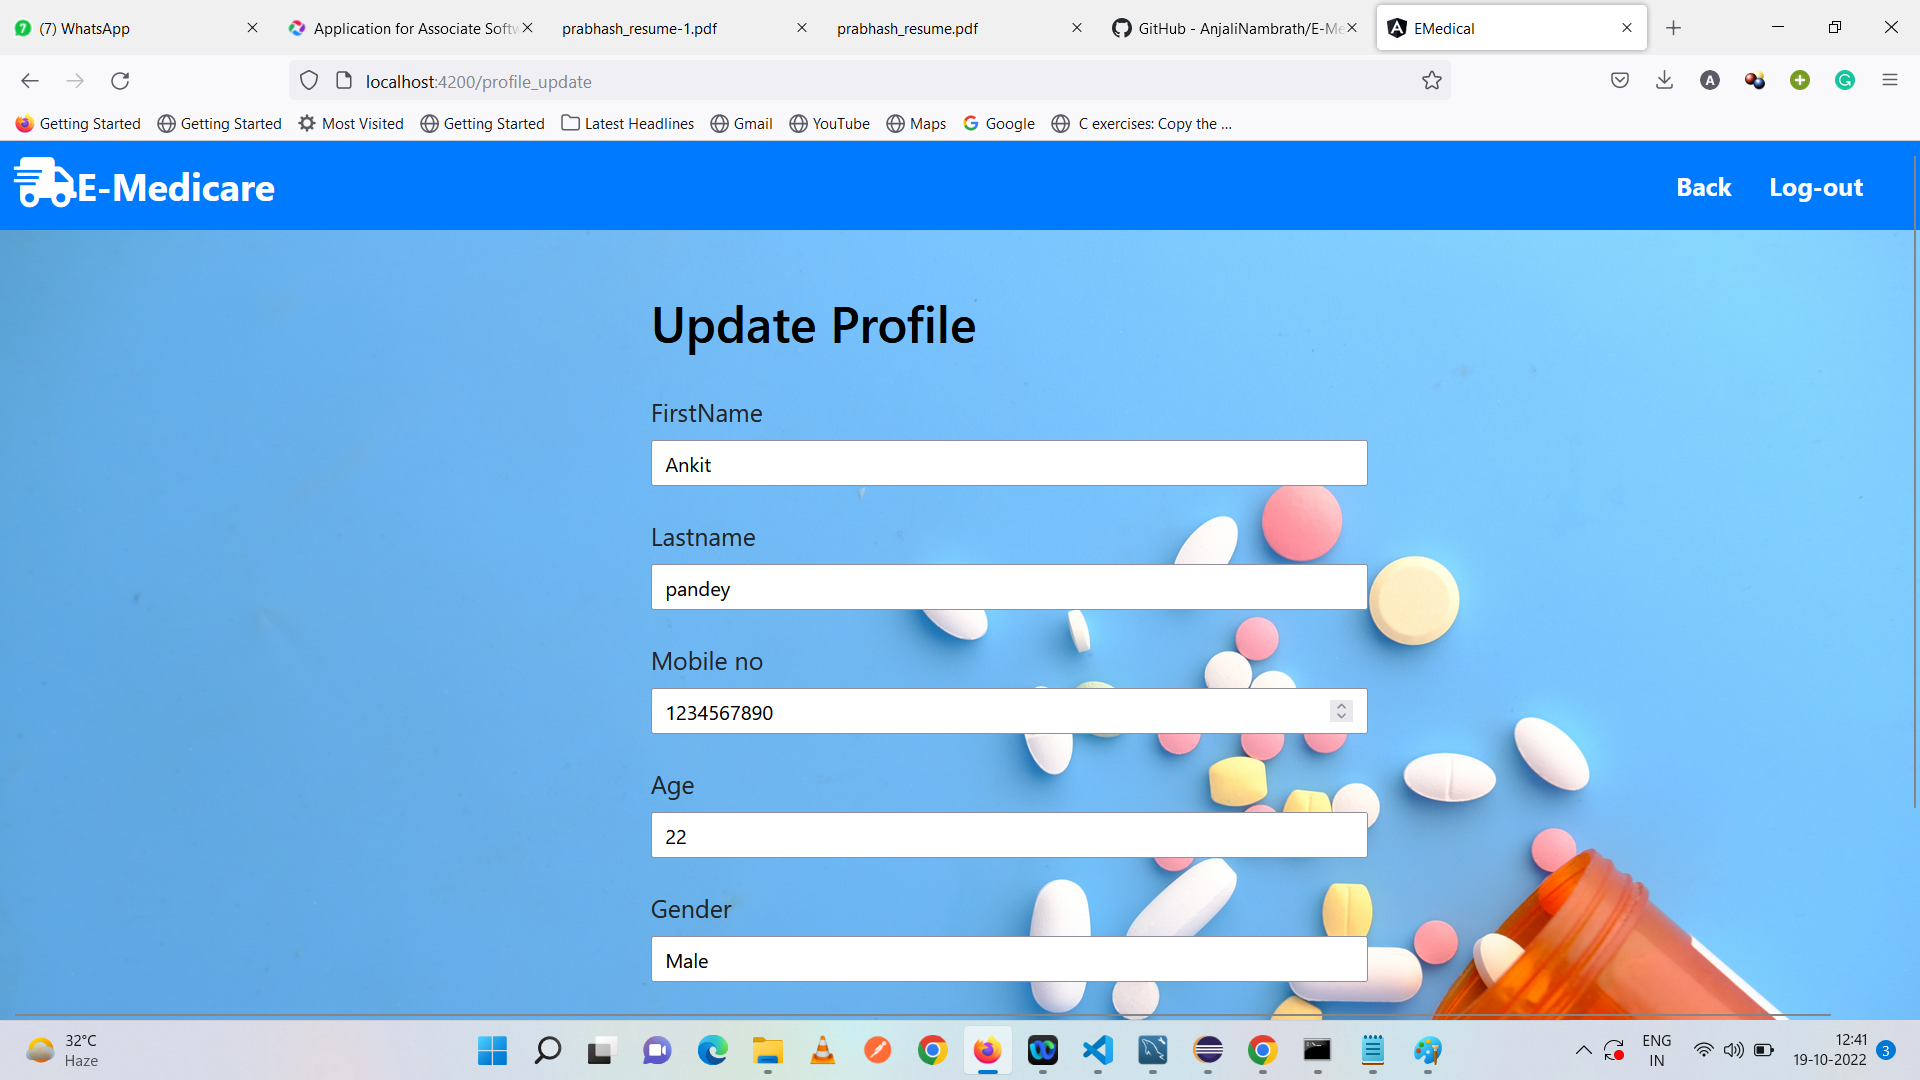 (7) WhatsApp
Application for Associate Softw
prabhash_resume-1.pdf
prabhash_resume.pdf
GitHub - AnjaliNambrath/E-Me
EMedical
localhost:4200/profile_update
Getting Started
Getting Started
Most Visited
Getting Started
Latest Headlines
Gmail
YouTube
Maps
Google
C exercises: Copy the ...
E-Medicare
Back
Log-out
Update Profile
FirstName
Ankit
Lastname
pandey
Mobile no
1234567890
Age
22
Gender
Male
32°C
Haze
ENG
IN
12:41
19-10-2022
3